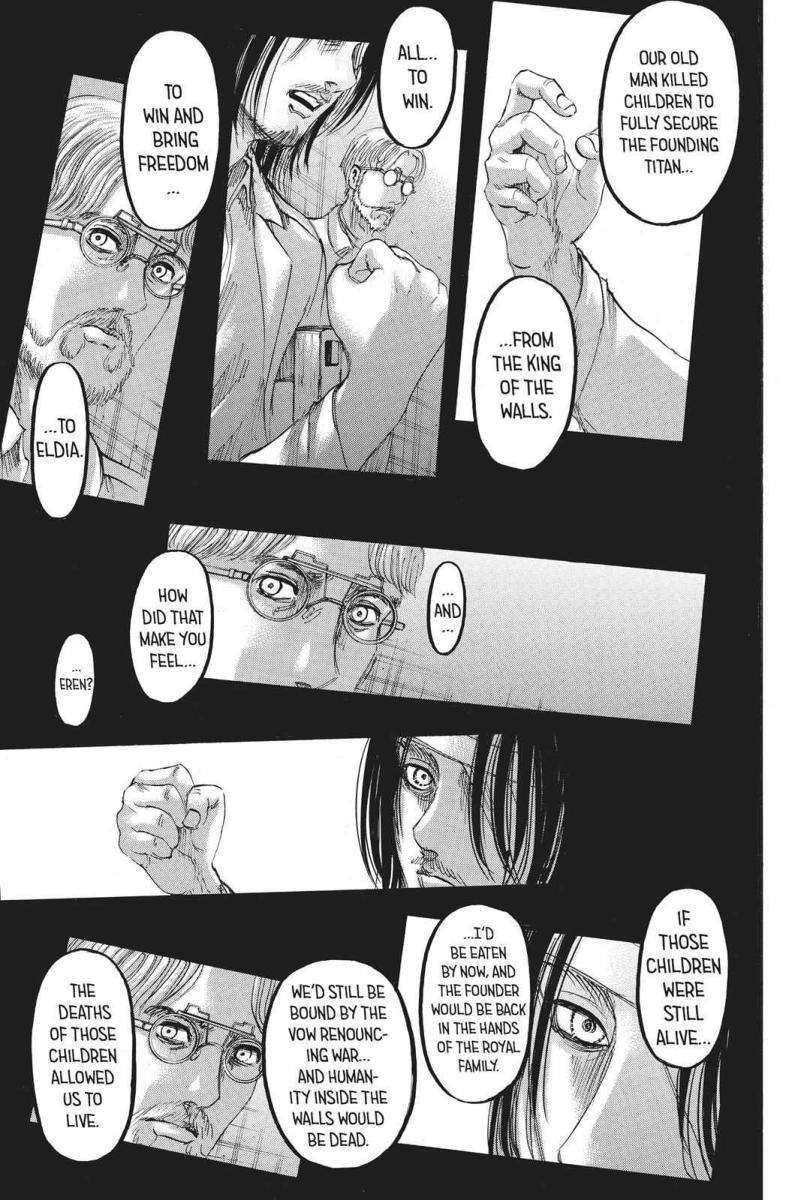 OUR OLD
MAN KILLED
CHILDREN TO
FULLY SECURE
THE FOUNDING
TITAN...
...FROM
THE KING
OF THE
WALLS.
ALL...
TO
WIN.
TO
WIN AND
BRING
FREEDOM
...
...TO
ELDIA.
...
AND
...
HOW
DID THAT
MAKE YOU
FEEL...
...
EREN?
IF
THOSE
CHILDREN
WERE
STILL
ALIVE...
...I'D
BE EATEN
BY NOW, AND
THE FOUNDER
WOULD BE BACK
IN THE HANDS
OF THE ROYAL
FAMILY.
WE'D STILL BE
BOUND BY THE
VOW RENOUNC-
ING WAR...
AND HUMAN-
ITY INSIDE THE
WALLS WOULD
BE DEAD.
THE
DEATHS
OF THOSE
CHILDREN
ALLOWED
US TO
LIVE.